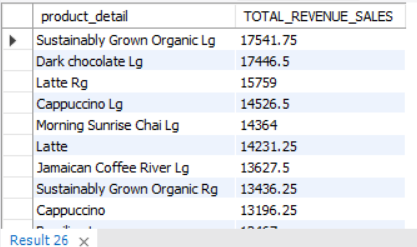 product_detail TOTAL_REVENUE_SALES
Sustainably Grown Organic Lg 17541.75
Dark chocolate Lg 17446.5
Latte Rg 15759
Cappuccino Lg 14526.5
Morning Sunrise Chai Lg 14364
Latte 14231.25
Jamaican Coffee River Lg 13627.5
Sustainably Grown Organic Rg 13436.25
Cappuccino 13196.25
Result 26